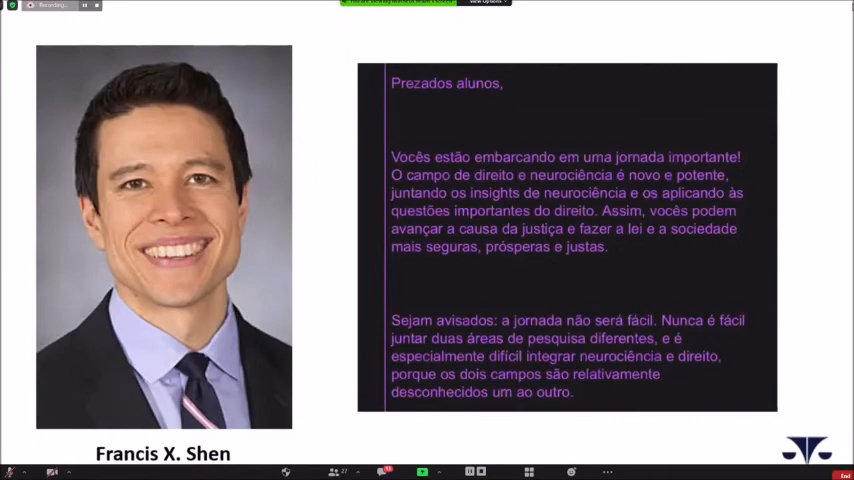 Recording...
Prezados alunos,
Vocês estão embarcando em uma jornada importante!
O campo de direito e neurociência é novo e potente,
juntando os insights de neurociência e os aplicando às
questões importantes do direito. Assim, vocês podem
avançar a causa da justiça e fazer a lei e a sociedade
mais seguras, prósperas e justas.
Sejam avisados: a jornada não será fácil. Nunca é fácil
juntar duas áreas de pesquisa diferentes, e é
especialmente difícil integrar neurociência e direito,
porque os dois campos são relativamente
desconhecidos um ao outro.
Francis X. Shen
27
End